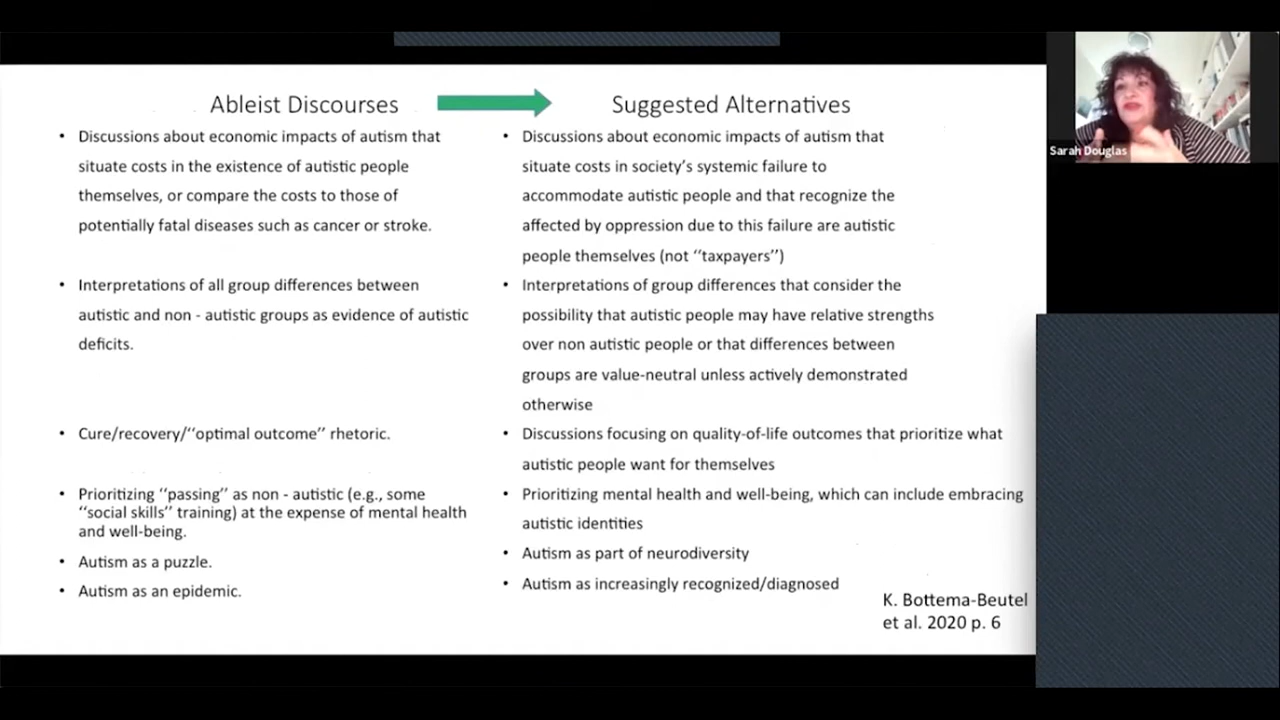 Ableist Discourses
• Discussions about economic impacts of autism that
situate costs in the existence of autistic people
themselves, or compare the costs to those of
potentially fatal diseases such as cancer or stroke.
• Interpretations of all group differences between
autistic and non - autistic groups as evidence of autistic
deficits.
• Cure/recovery/‘‘optimal outcome’’ rhetoric.
• Prioritizing ‘‘passing’’ as non - autistic (e.g., some
‘‘social skills’’ training) at the expense of mental health
and well-being.
• Autism as a puzzle.
• Autism as an epidemic.
Suggested Alternatives
• Discussions about economic impacts of autism that
situate costs in society’s systemic failure to
accommodate autistic people and that recognize the
affected by oppression due to this failure are autistic
people themselves (not ‘‘taxpayers’’)
• Interpretations of group differences that consider the
possibility that autistic people may have relative strengths
over non autistic people or that differences between
groups are value-neutral unless actively demonstrated
otherwise
• Discussions focusing on quality-of-life outcomes that prioritize what
autistic people want for themselves
• Prioritizing mental health and well-being, which can include embracing
autistic identities
• Autism as part of neurodiversity
• Autism as increasingly recognized/diagnosed
K. Bottema-Beutel
et al. 2020 p. 6
Sarah Douglas